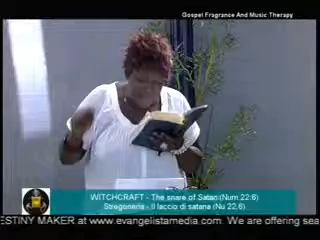 Gospel Fragrance And Music Therapy
WITCHCRAFT - The snare of Satan (Num 22:6)
Stregoneria - Il laccio di satana (Nu 22,6)
ESTINY MAKER at www.evangelistamedia.com. We are offering sea